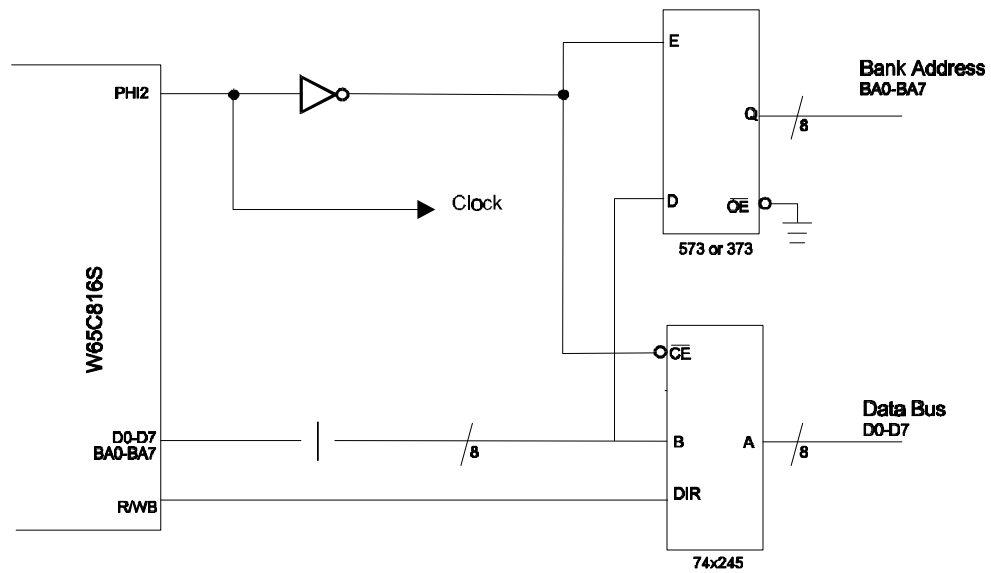 PHI2
Clock
W65C816S
D0-D7
BA0-BA7
8
R/WB
E
Q
D
OE
573 or 373
Bank Address
BA0-BA7
8
CE
B
A
DIR
74x245
Data Bus
D0-D7
8